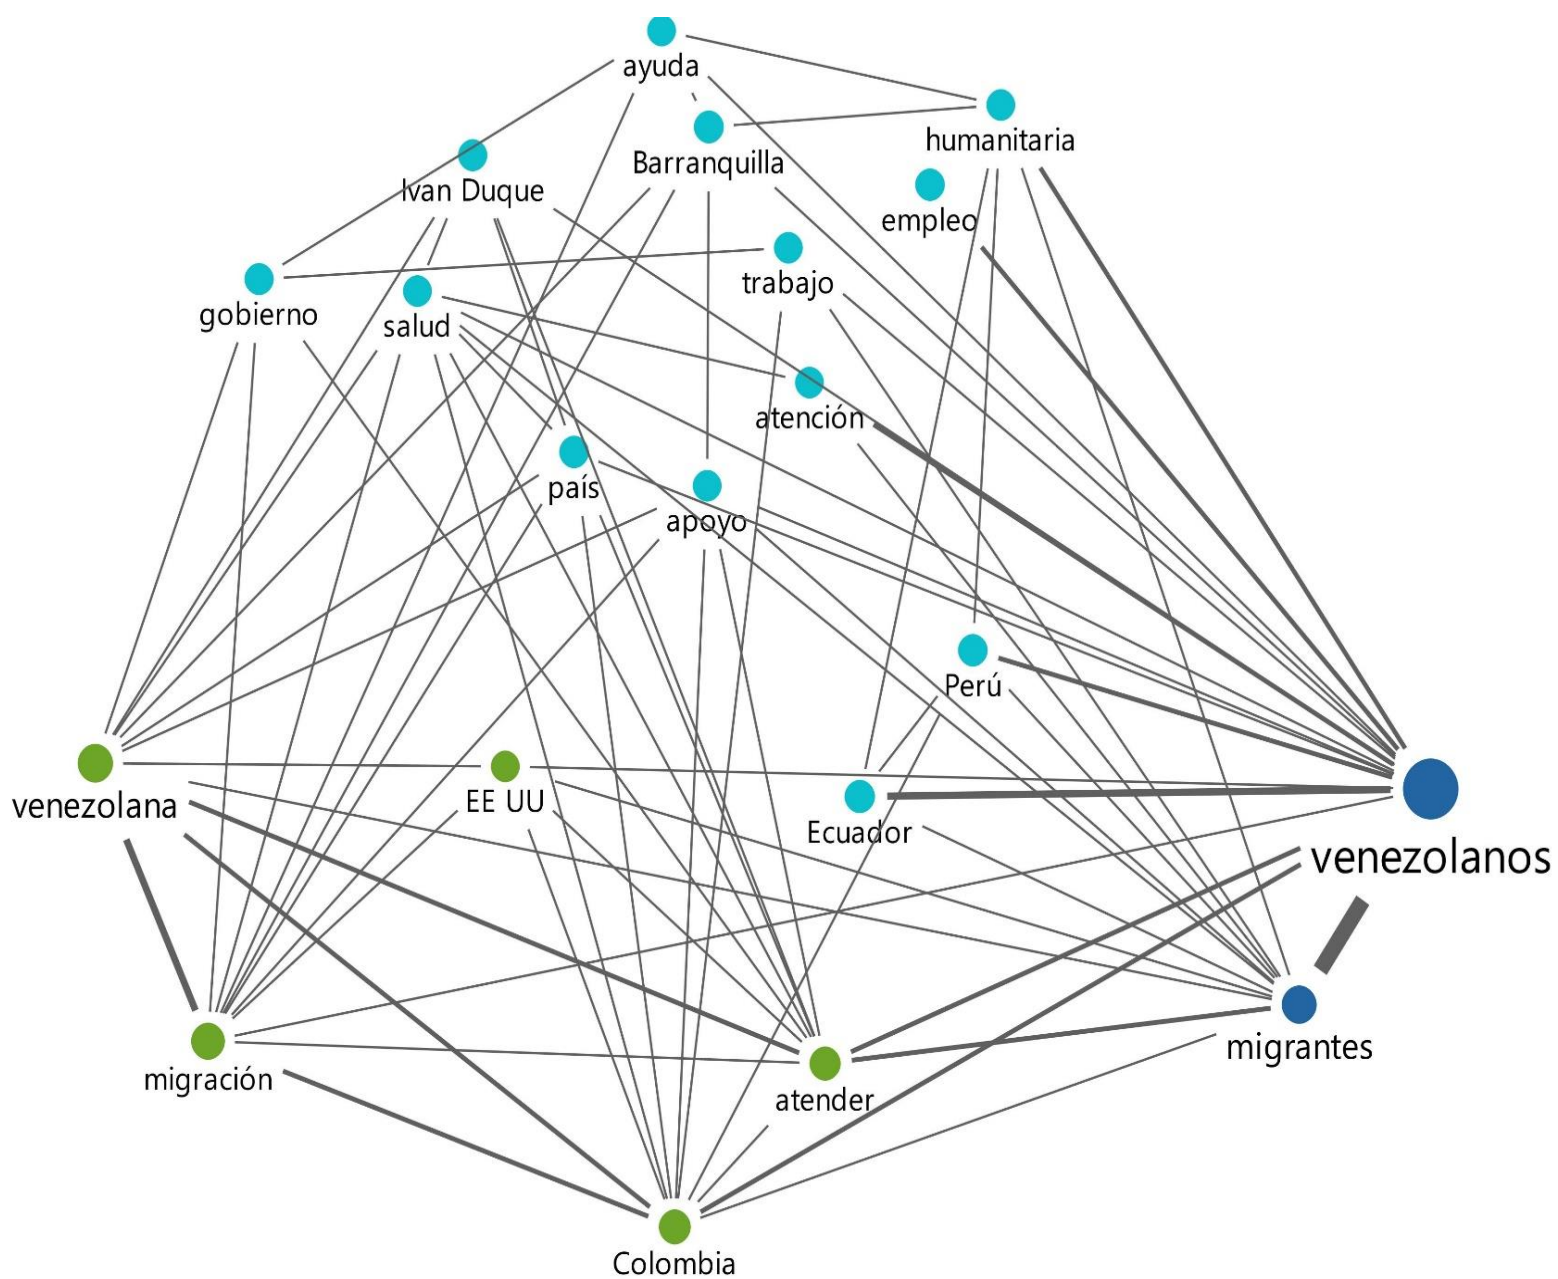 ayuda
humanitaria
Barranquilla
Ivan Duque
empleo
trabajo
gobierno
salud
atención
país
apoyo
Perú
venezolana
EE UU
Ecuador
venezolanos
migrantes
migración
atender
Colombia